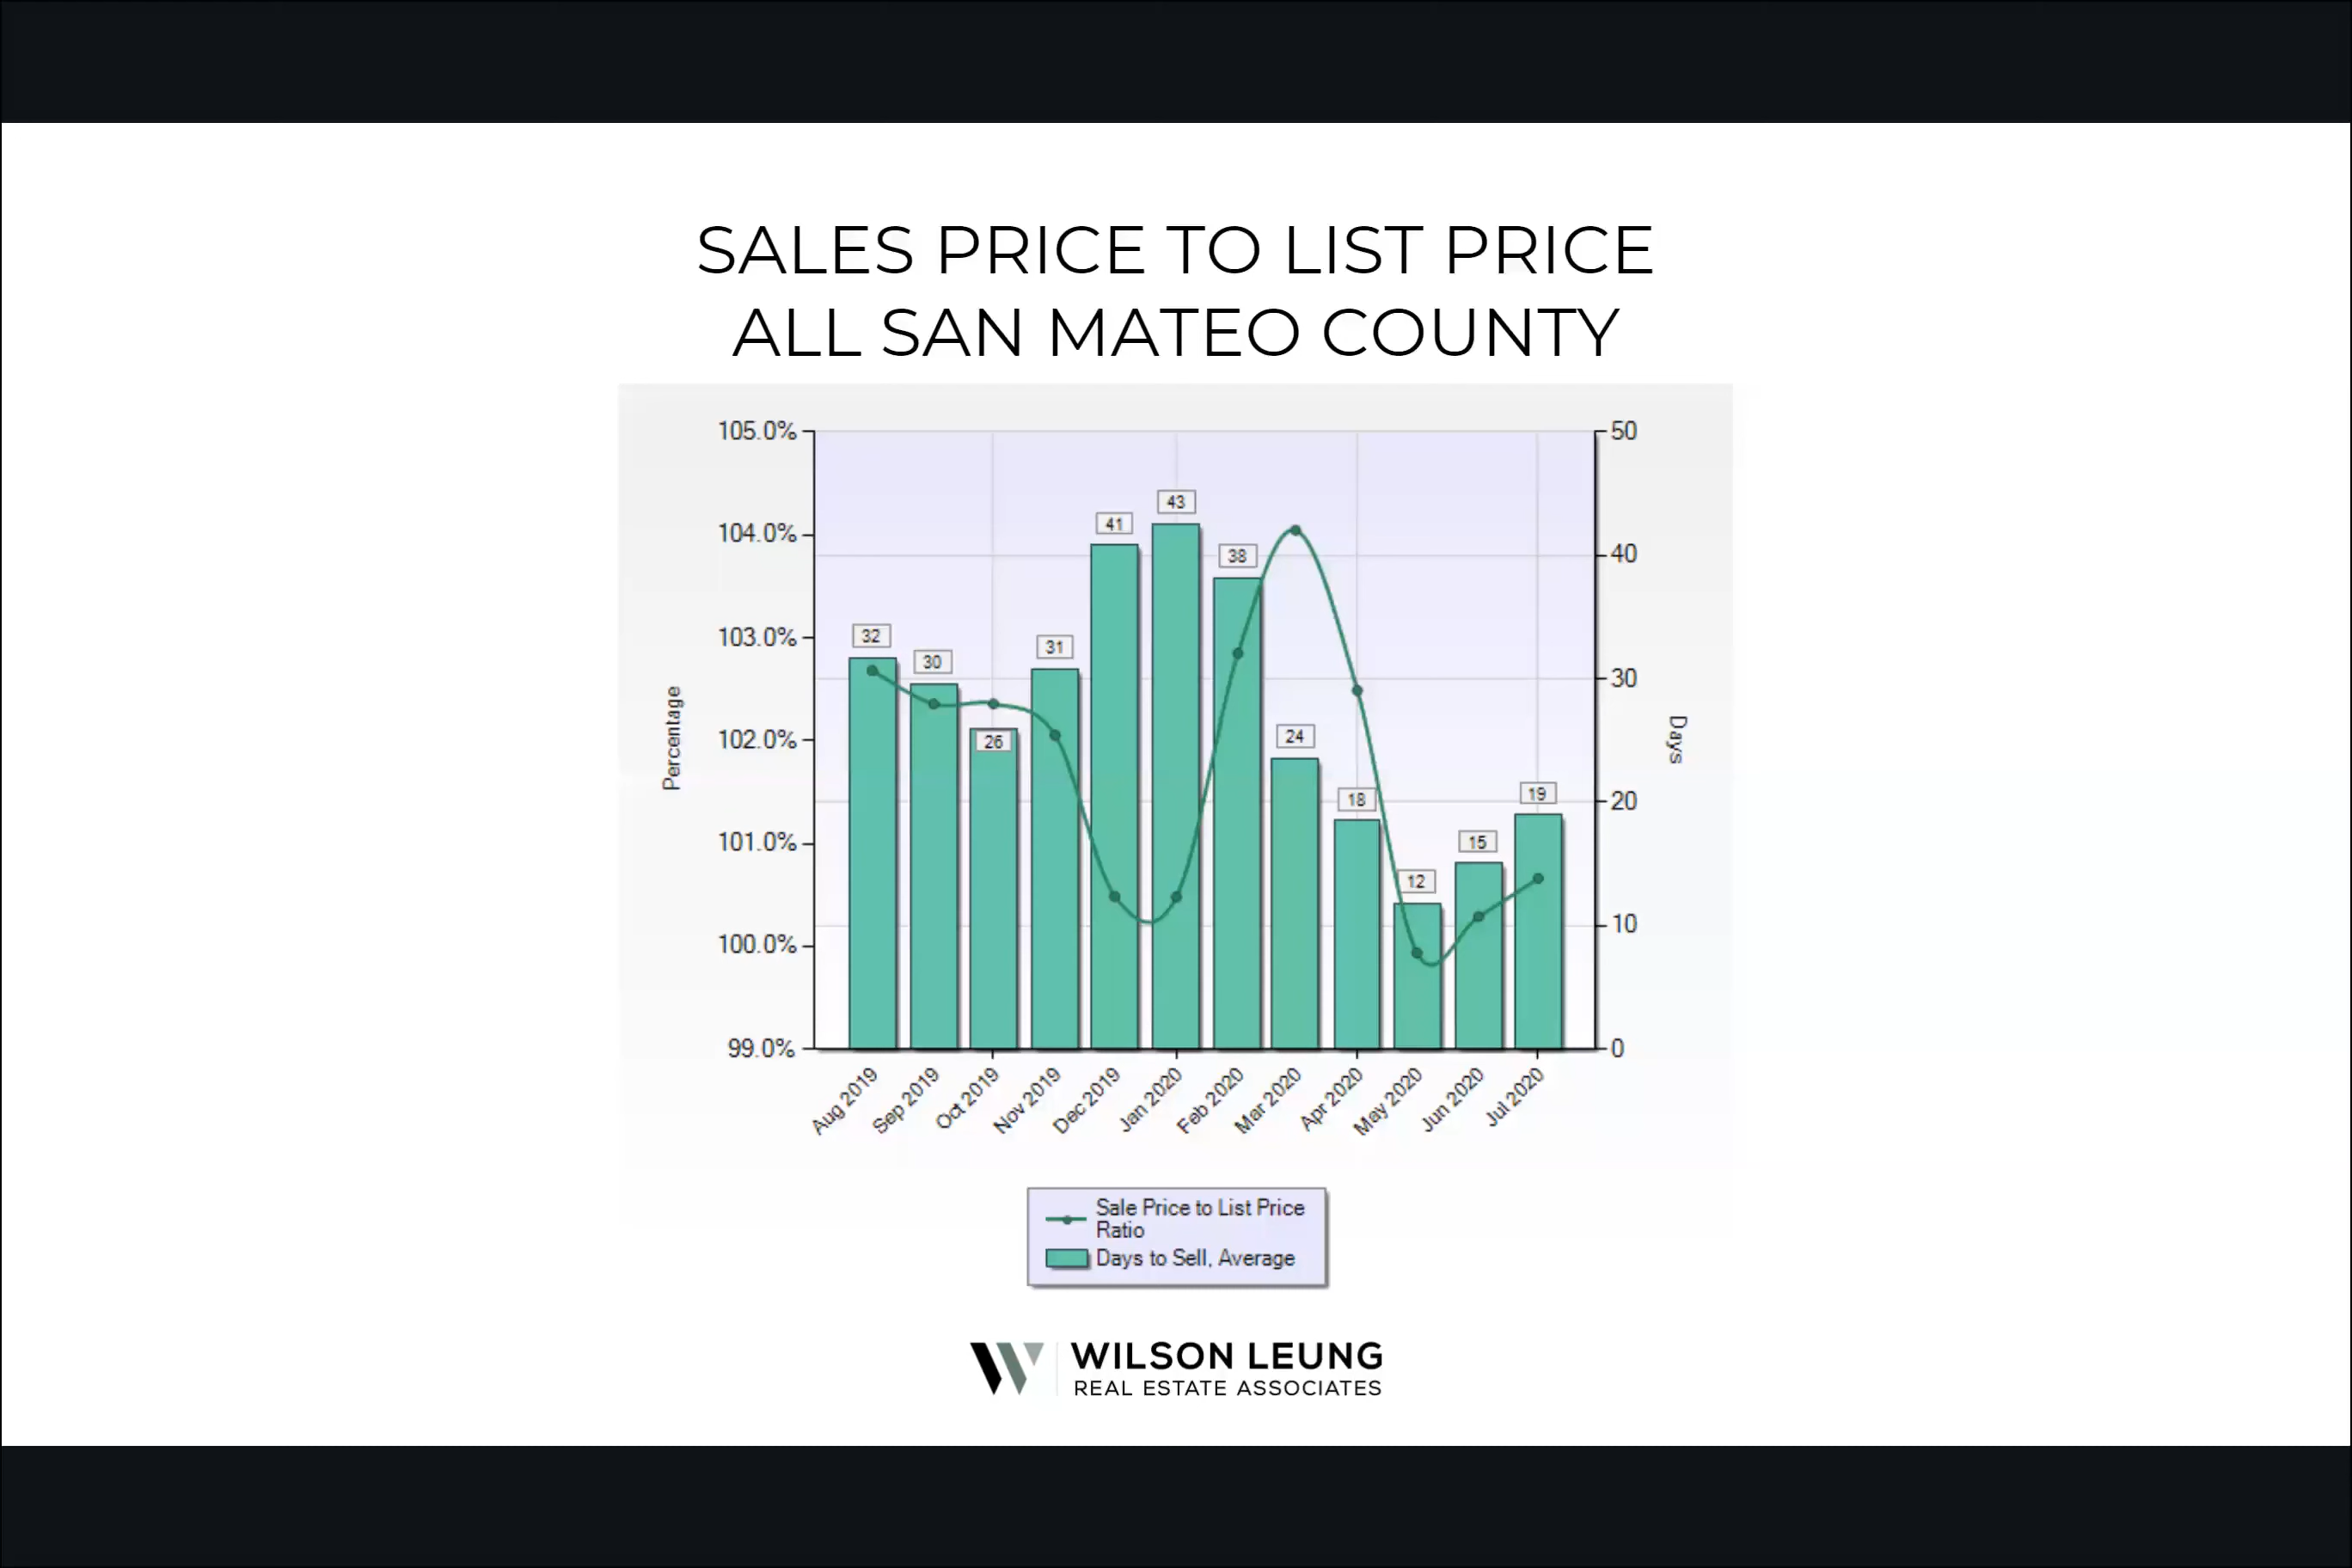 SALES PRICE TO LIST PRICE
ALL SAN MATEO COUNTY
105.0%
104.0%
103.0%
102.0%
101.0%
100.0%
99.0%
Percentage
32
30
26
31
41
43
38
24
18
12
15
19
50
40
30
20
10
0
Days
Aug 2019
Sep 2019
Oct 2019
Nov 2019
Dec 2019
Jan 2020
Feb 2020
Mar 2020
Apr 2020
May 2020
Jun 2020
Jul 2020
Sale Price to List Price
Ratio
Days to Sell, Average
WILSON LEUNG
REAL ESTATE ASSOCIATES